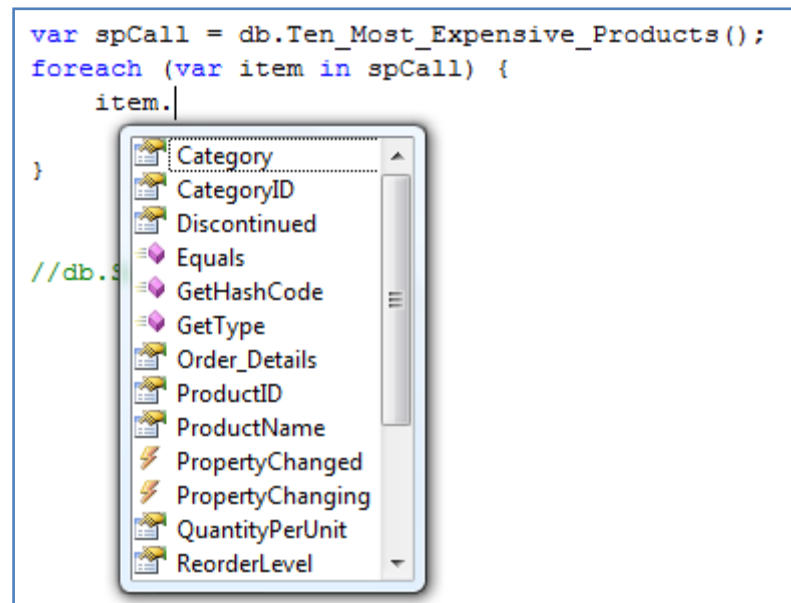 var spCall = db.Ten_Most_Expensive_Products();
foreach (var item in spCall) {
item.
Category
}
CategoryID
Discontinued
Equals
//db.
GetHashCode
GetType
Order_Details
ProductID
ProductName
PropertyChanged
PropertyChanging
QuantityPerUnit
ReorderLevel